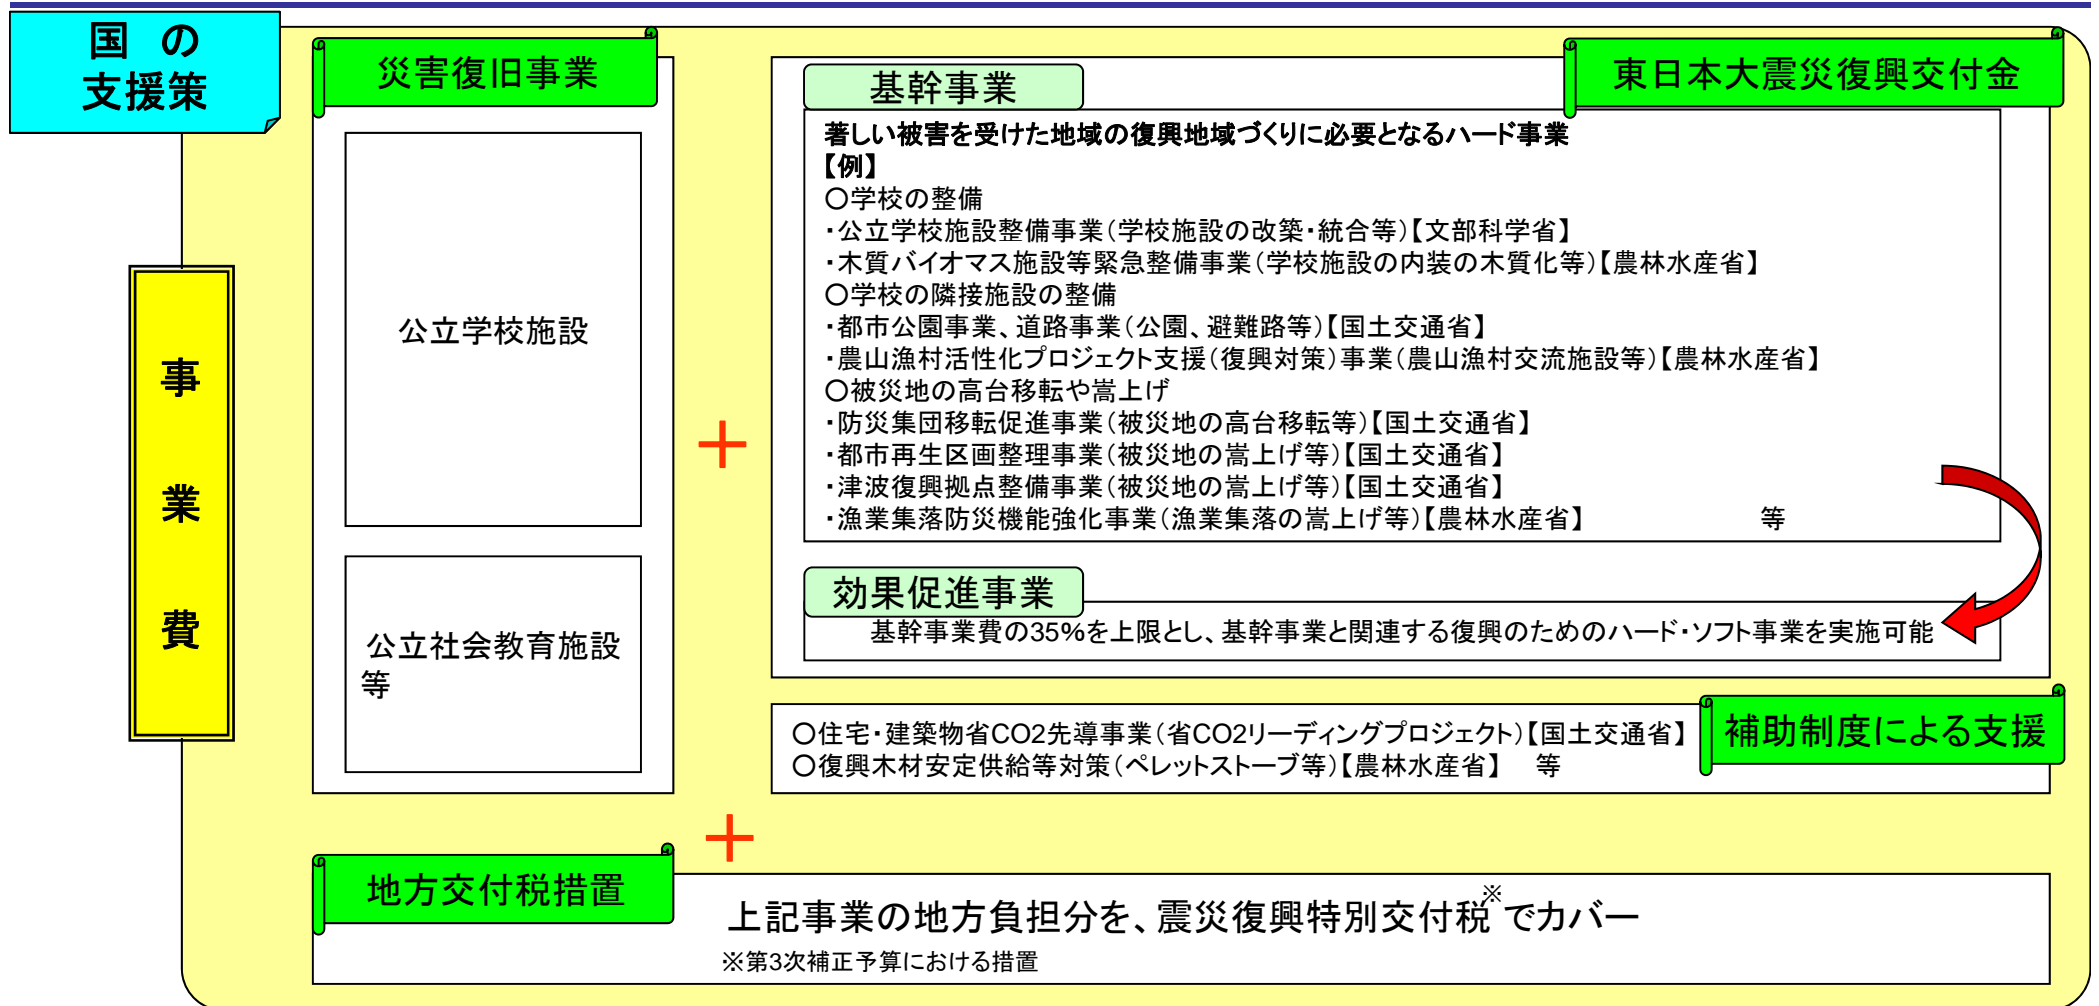 国 の
支援策
事
業
費
災害復旧事業
公立学校施設
公立社会教育施設
等
＋
東日本大震災復興交付金
基幹事業
著しい被害を受けた地域の復興地域づくりに必要となるハード事業
【例】
○学校の整備
・公立学校施設整備事業（学校施設の改築・統合等）【文部科学省】
・木質バイオマス施設等緊急整備事業（学校施設の内装の木質化等）【農林水産省】
○学校の隣接施設の整備
・都市公園事業、道路事業（公園、避難路等）【国土交通省】
・農山漁村活性化プロジェクト支援（復興対策）事業（農山漁村交流施設等）【農林水産省】
○被災地の高台移転や嵩上げ
・防災集団移転促進事業（被災地の高台移転等）【国土交通省】
・都市再生区画整理事業（被災地の嵩上げ等）【国土交通省】
・津波復興拠点整備事業（被災地の嵩上げ等）【国土交通省】
・漁業集落防災機能強化事業（漁業集落の嵩上げ等）【農林水産省】 等
効果促進事業
基幹事業費の35%を上限とし、基幹事業と関連する復興のためのハード・ソフト事業を実施可能
補助制度による支援
○住宅・建築物省CO2先導事業（省CO2リーディングプロジェクト）【国土交通省】
○復興木材安定供給等対策（ペレットストーブ等）【農林水産省】 等
＋
地方交付税措置
上記事業の地方負担分を、震災復興特別交付税※でカバー
※第3次補正予算における措置